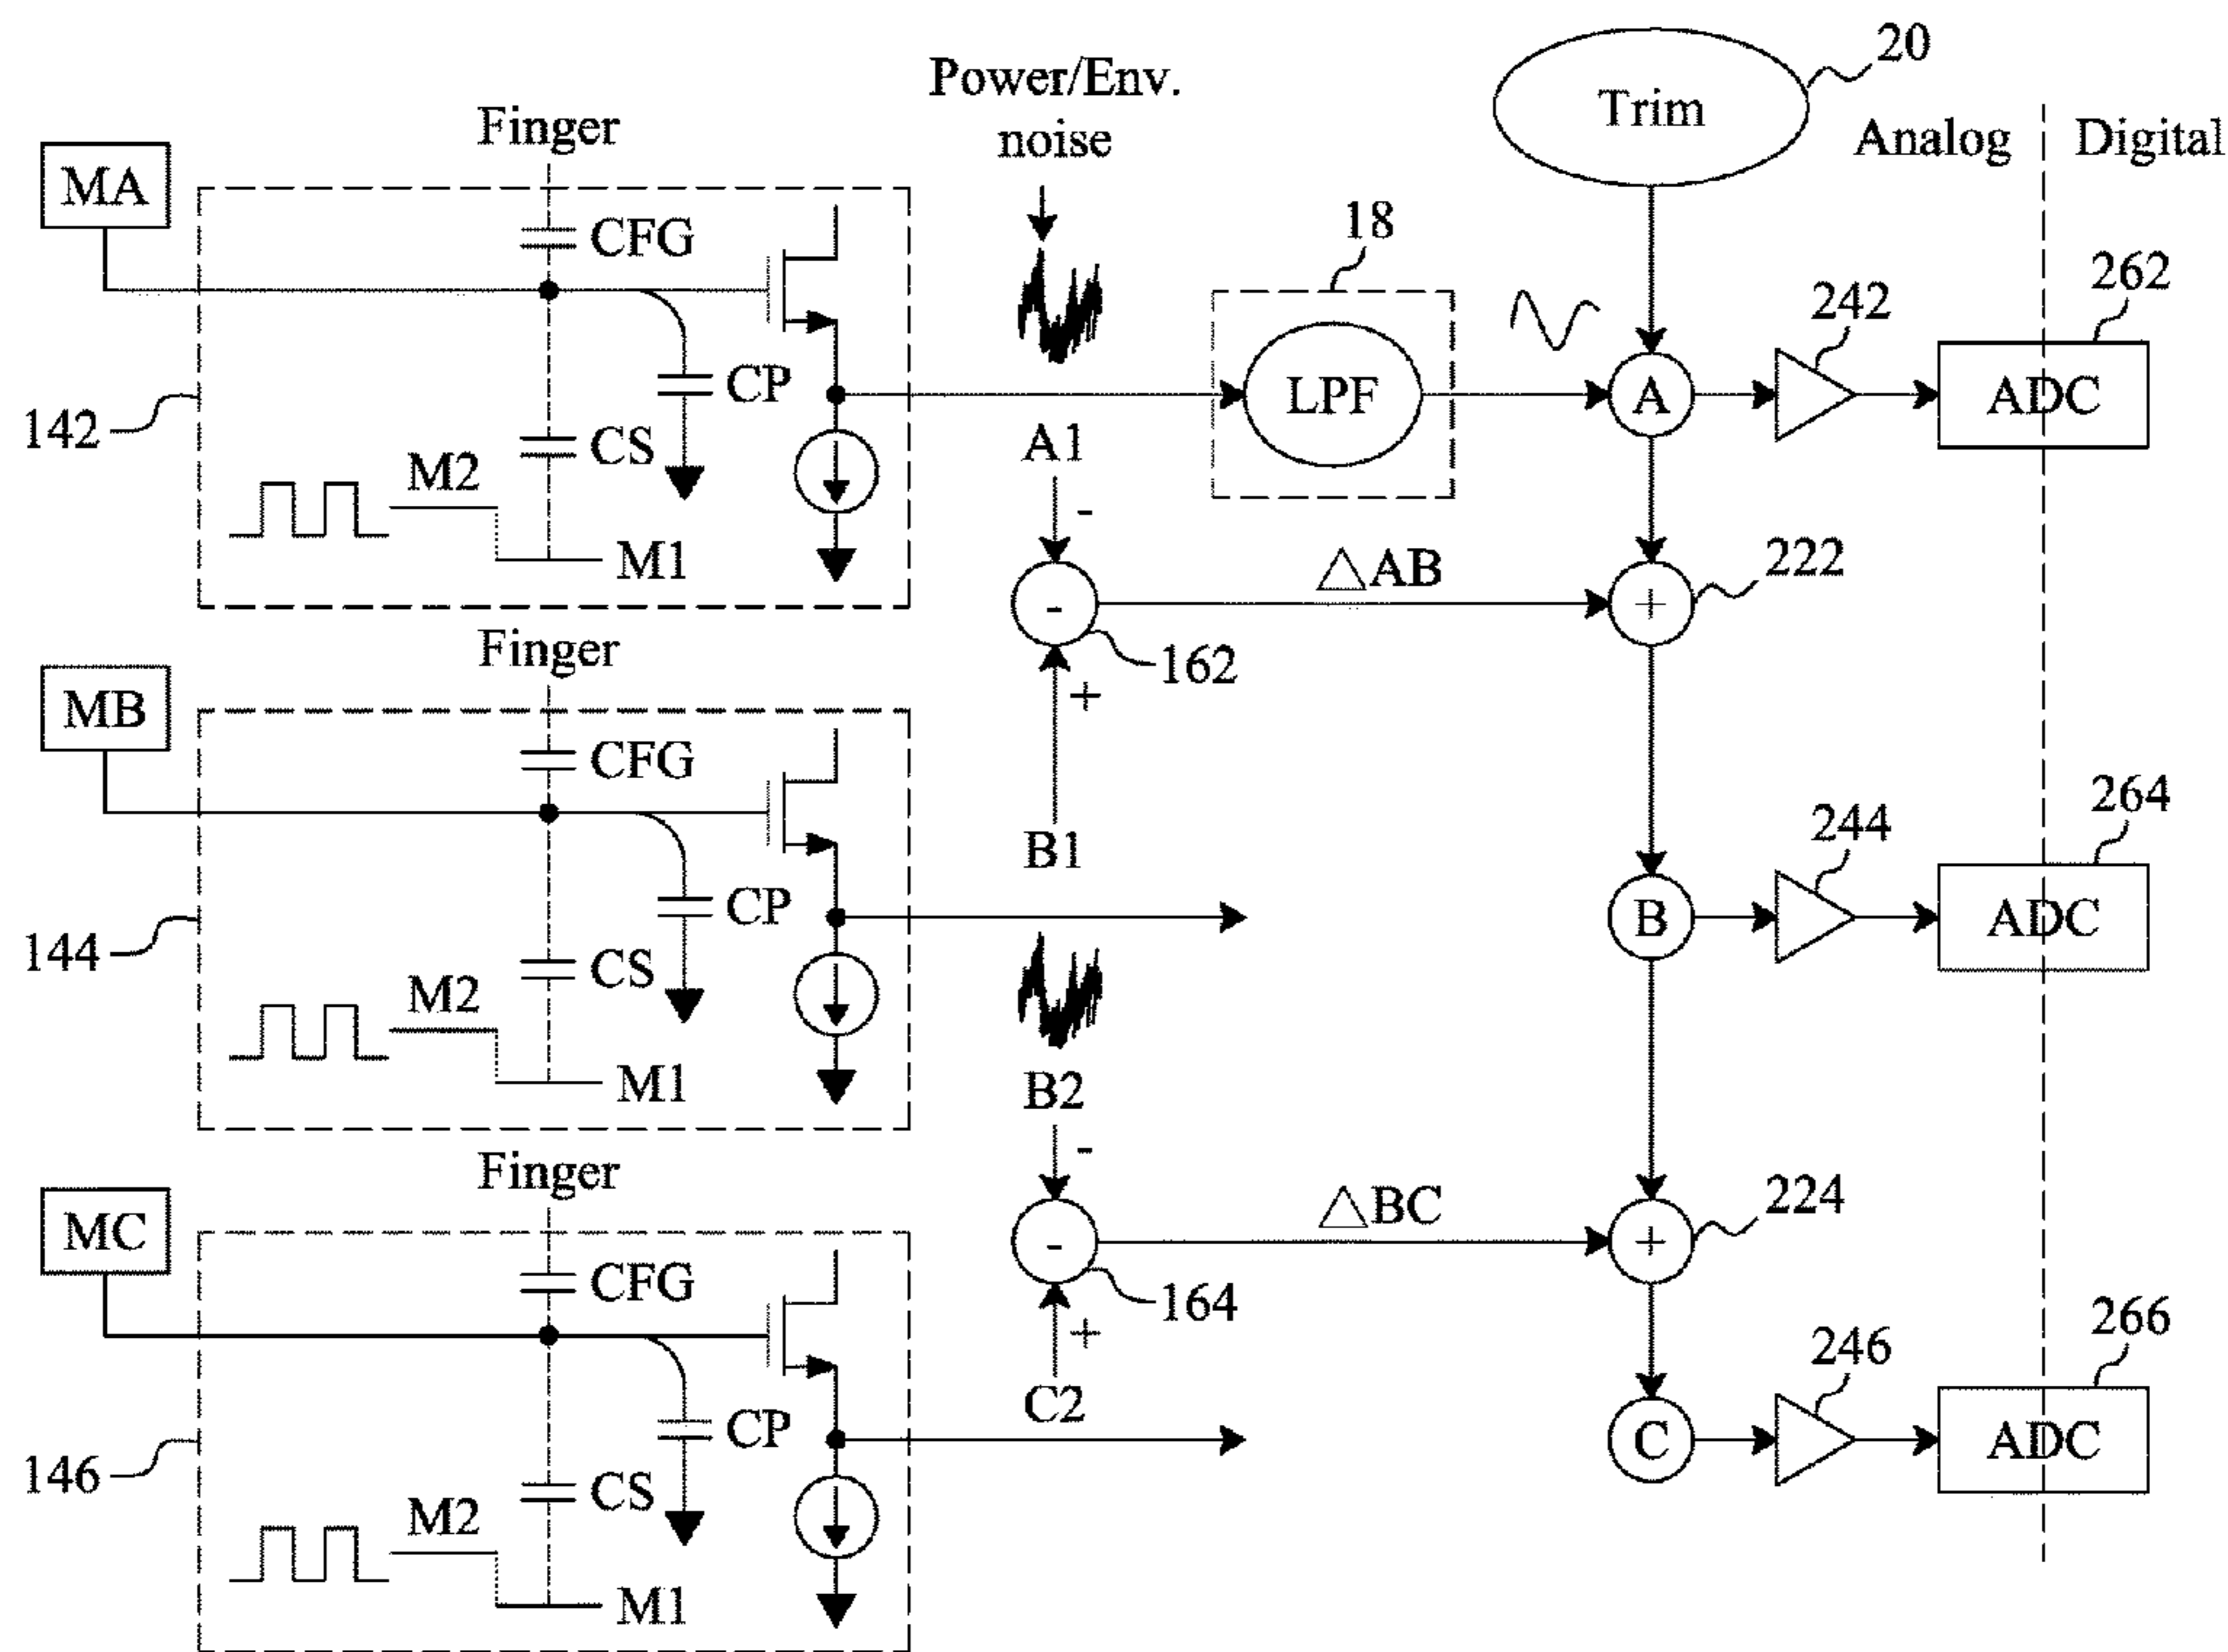 Power/Env.
noise
Trim
20
Analog
Digital
Finger
MA
CFG
18
242
262
LPF
A
ADC
CP
142
CS
A1
M2
-
M1
△AB
222
-
+
162
+
Finger
MB
CFG
264
244
B1
CP
B
ADC
144
CS
M2
B2
M1
-
Finger
△BC
224
MC
-
+
CFG
164
266
+
246
C2
CP
C
ADC
146
CS
M2
M1